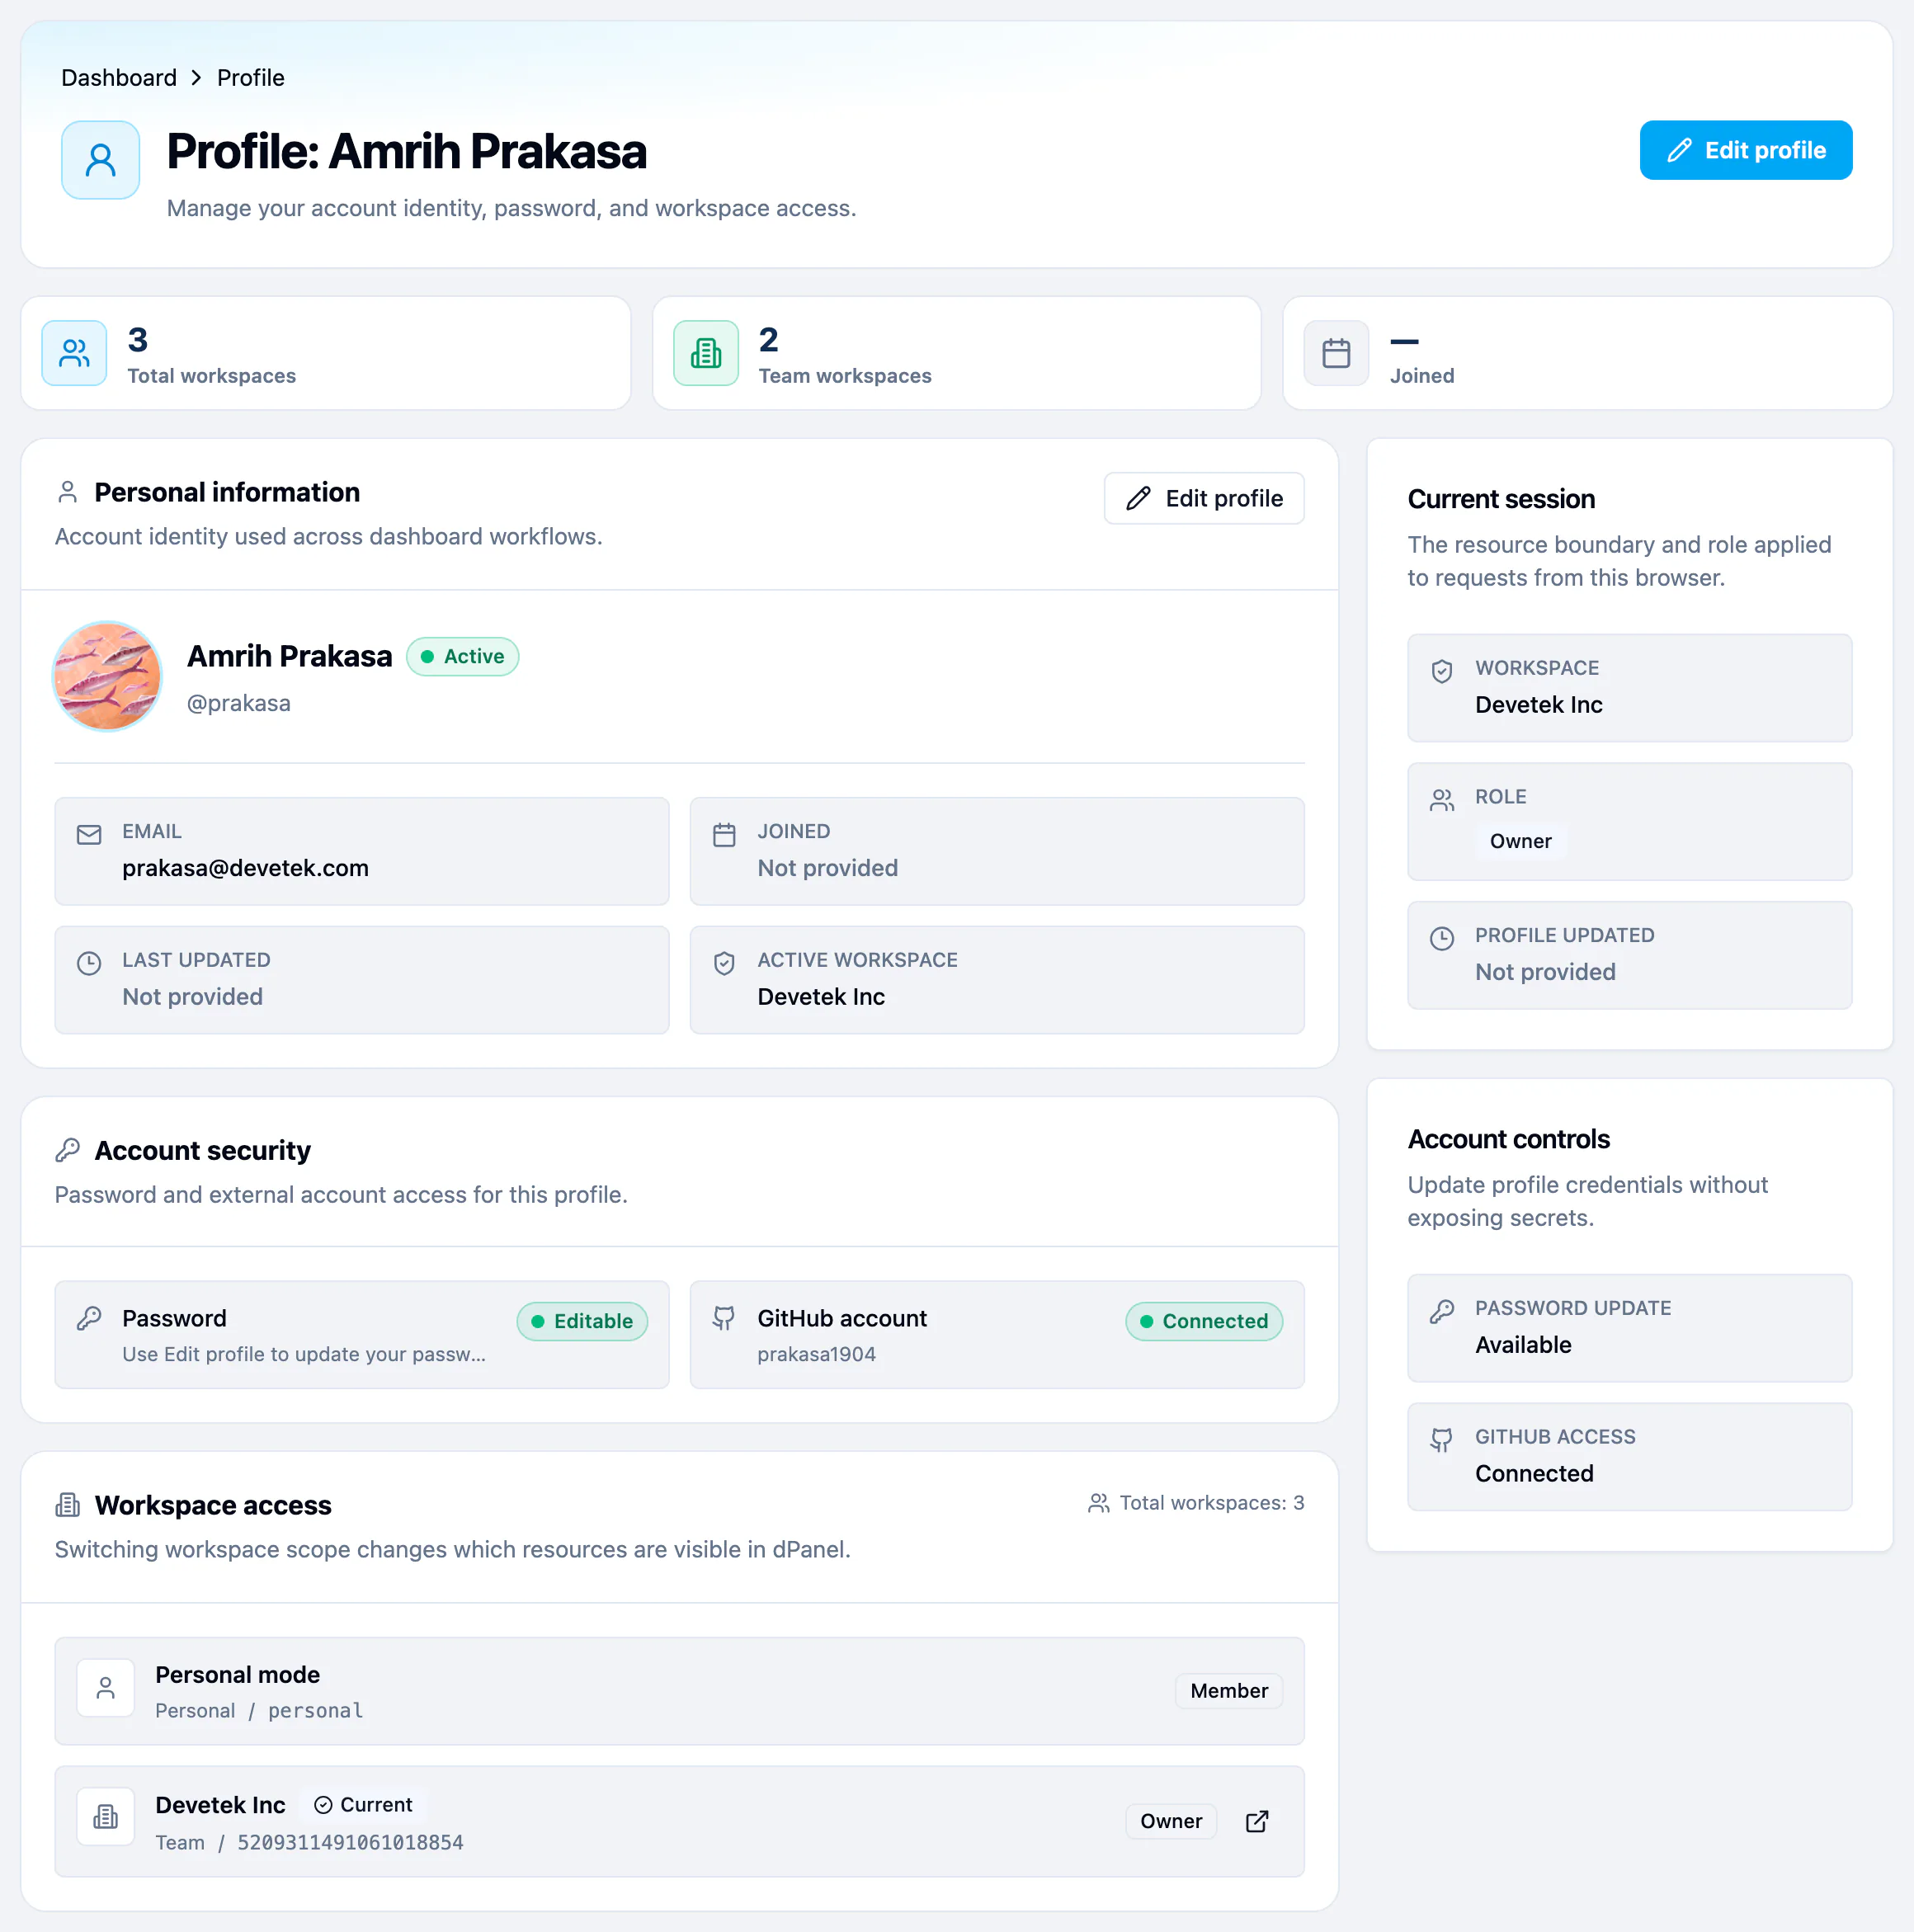 Dashboard > Profile
Profile: Amrih Prakasa
Manage your account identity, password, and workspace access.
Edit profile
3
Total workspaces
2
Team workspaces
—
Joined
Personal information
Account identity used across dashboard workflows.
Edit profile
Amrih Prakasa
Active
@prakasa
EMAIL
prakasa@devetek.com
JOINED
Not provided
LAST UPDATED
Not provided
ACTIVE WORKSPACE
Devetek Inc
Account security
Password and external account access for this profile.
Password
Use Edit profile to update your passw...
Editable
GitHub account
prakasa1904
Connected
Workspace access
Switching workspace scope changes which resources are visible in dPanel.
Total workspaces: 3
Personal mode
Personal / personal
Member
Devetek Inc
Current
Team / 5209311491061018854
Owner
Current session
The resource boundary and role applied
to requests from this browser.
WORKSPACE
Devetek Inc
ROLE
Owner
PROFILE UPDATED
Not provided
Account controls
Update profile credentials without
exposing secrets.
PASSWORD UPDATE
Available
GITHUB ACCESS
Connected